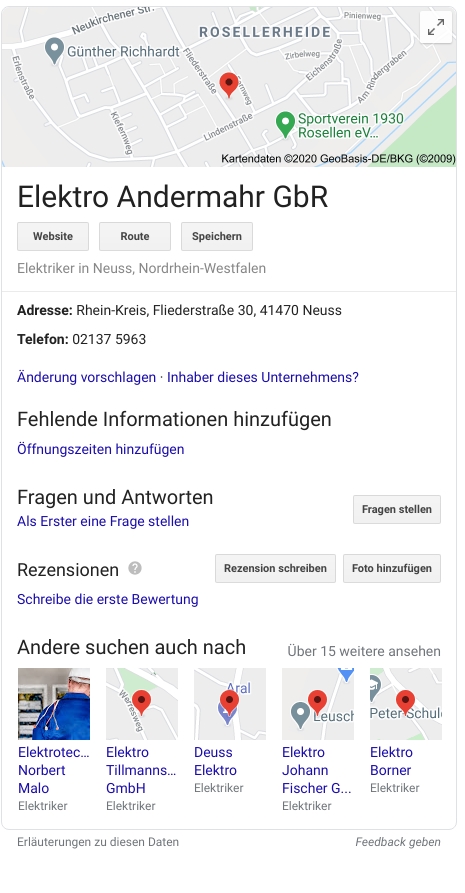 Neukirchener Str.
Pinienweg
ROSELLERHEIDE
Günther Richhardt
Zirbelweg
Erlenstraße
Fliederstraße
Eichenstraße
Am Rindergraben
Kiefernweg
Lindenstraße
Sportverein 1930
Rosellen eV...
Kartendaten ©2020 GeoBasis-DE/BKG (©2009)
Elektro Andermahr GbR
Website Route Speichern
Elektriker in Neuss, Nordrhein-Westfalen
Adresse: Rhein-Kreis, Fliederstraße 30, 41470 Neuss
Telefon: 02137 5963
Änderung vorschlagen · Inhaber dieses Unternehmens?
Fehlende Informationen hinzufügen
Öffnungszeiten hinzufügen
Fragen und Antworten
Fragen stellen
Als Erster eine Frage stellen
Rezensionen ?
Rezension schreiben Foto hinzufügen
Schreibe die erste Bewertung
Andere suchen auch nach
Über 15 weitere ansehen
Aral
Leusch
Elektrotec...
Norbert
Malo
Elektriker
Elektro
Tillmanns...
GmbH
Elektriker
Deuss
Elektro
Elektriker
Elektro
Johann
Fischer G...
Elektriker
Elektro
Borner
Elektriker
Erläuterungen zu diesen Daten
Feedback geben